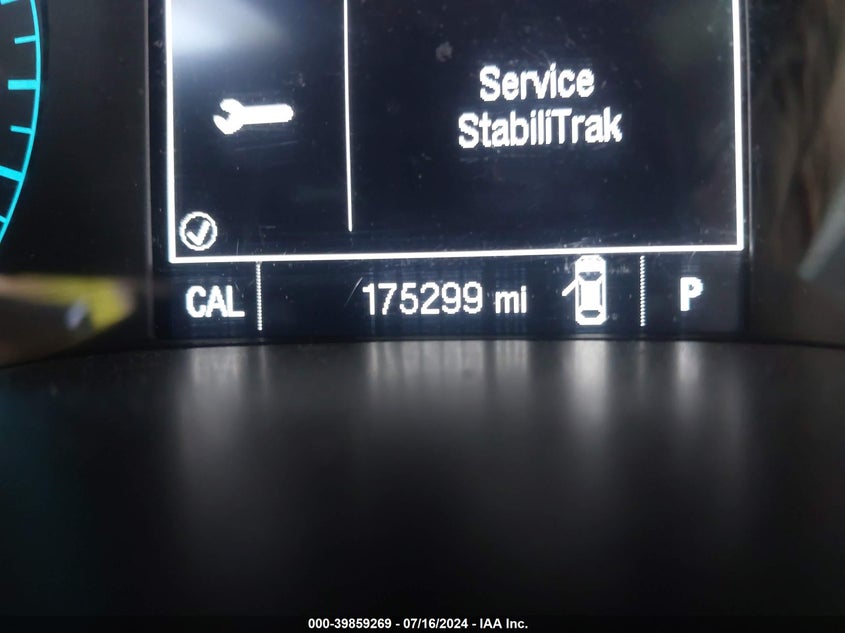 Service
StabiliTrak
CAL 175299 mi P
000-39859269 - 07/16/2024 - IAA Inc.